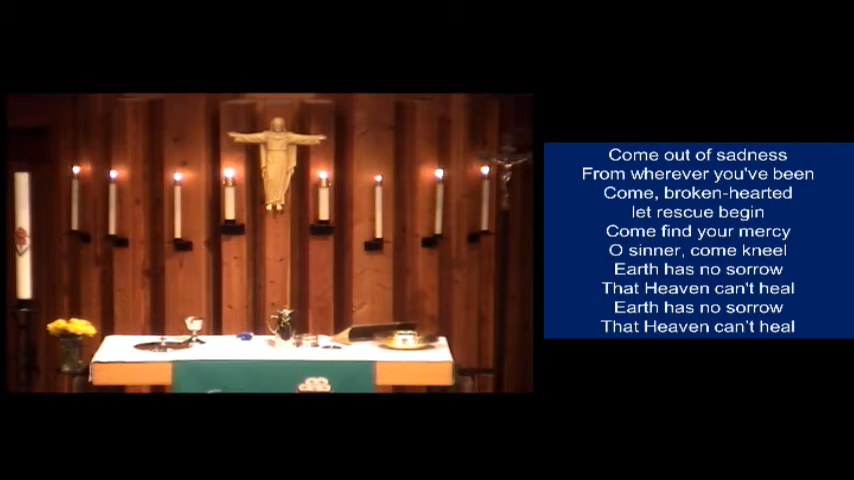 Come out of sadness
From wherever you've been
Come, broken-hearted
let rescue begin
Come find your mercy
O sinner, come kneel
Earth has no sorrow
That Heaven can't heal
Earth has no sorrow
That Heaven can't heal